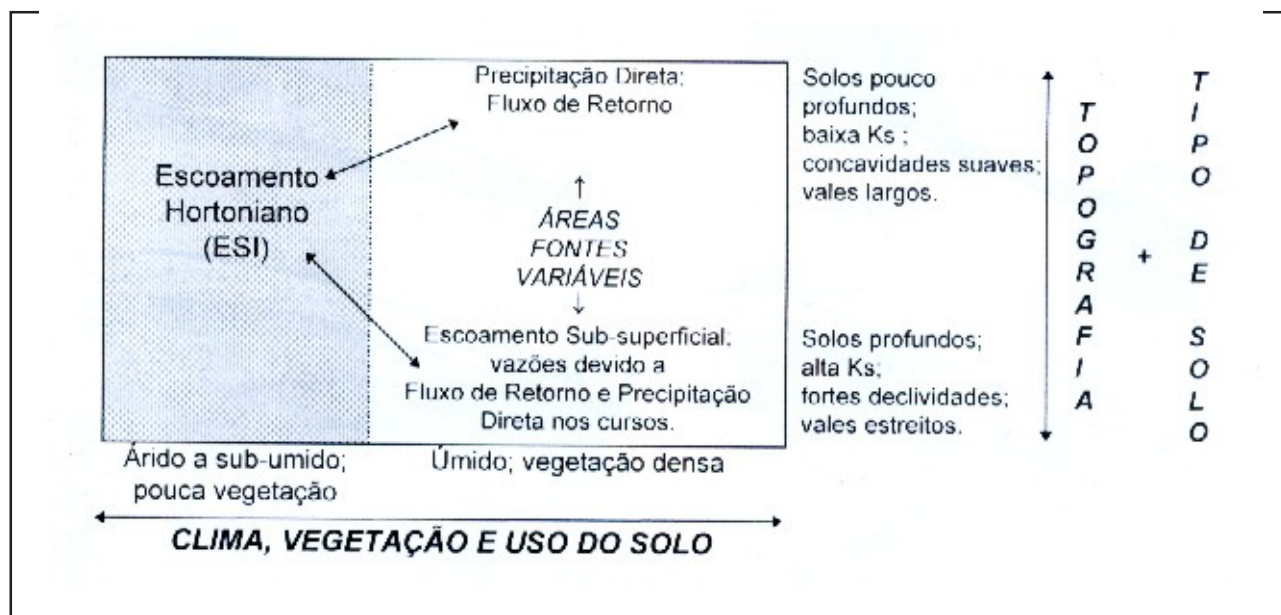 Precipitação Direta;
Fluxo de Retorno
Escoamento
Hortoniano
(ESI)
↑
ÁREAS
FONTES
VARIÁVEIS
↓
Escoamento Sub-superficial;
vazões devido a
Fluxo de Retorno e Precipitação
Direta nos cursos.
Solos pouco
profundos;
baixa Ks ;
concavidades suaves;
vales largos.
Solos profundos;
alta Ks;
fortes declividades;
vales estreitos.
TOPOGRAFIA
+
TIPO DE SOLO
Árido a sub-umido;
pouca vegetação
Úmido; vegetação densa
CLIMA, VEGETAÇÃO E USO DO SOLO